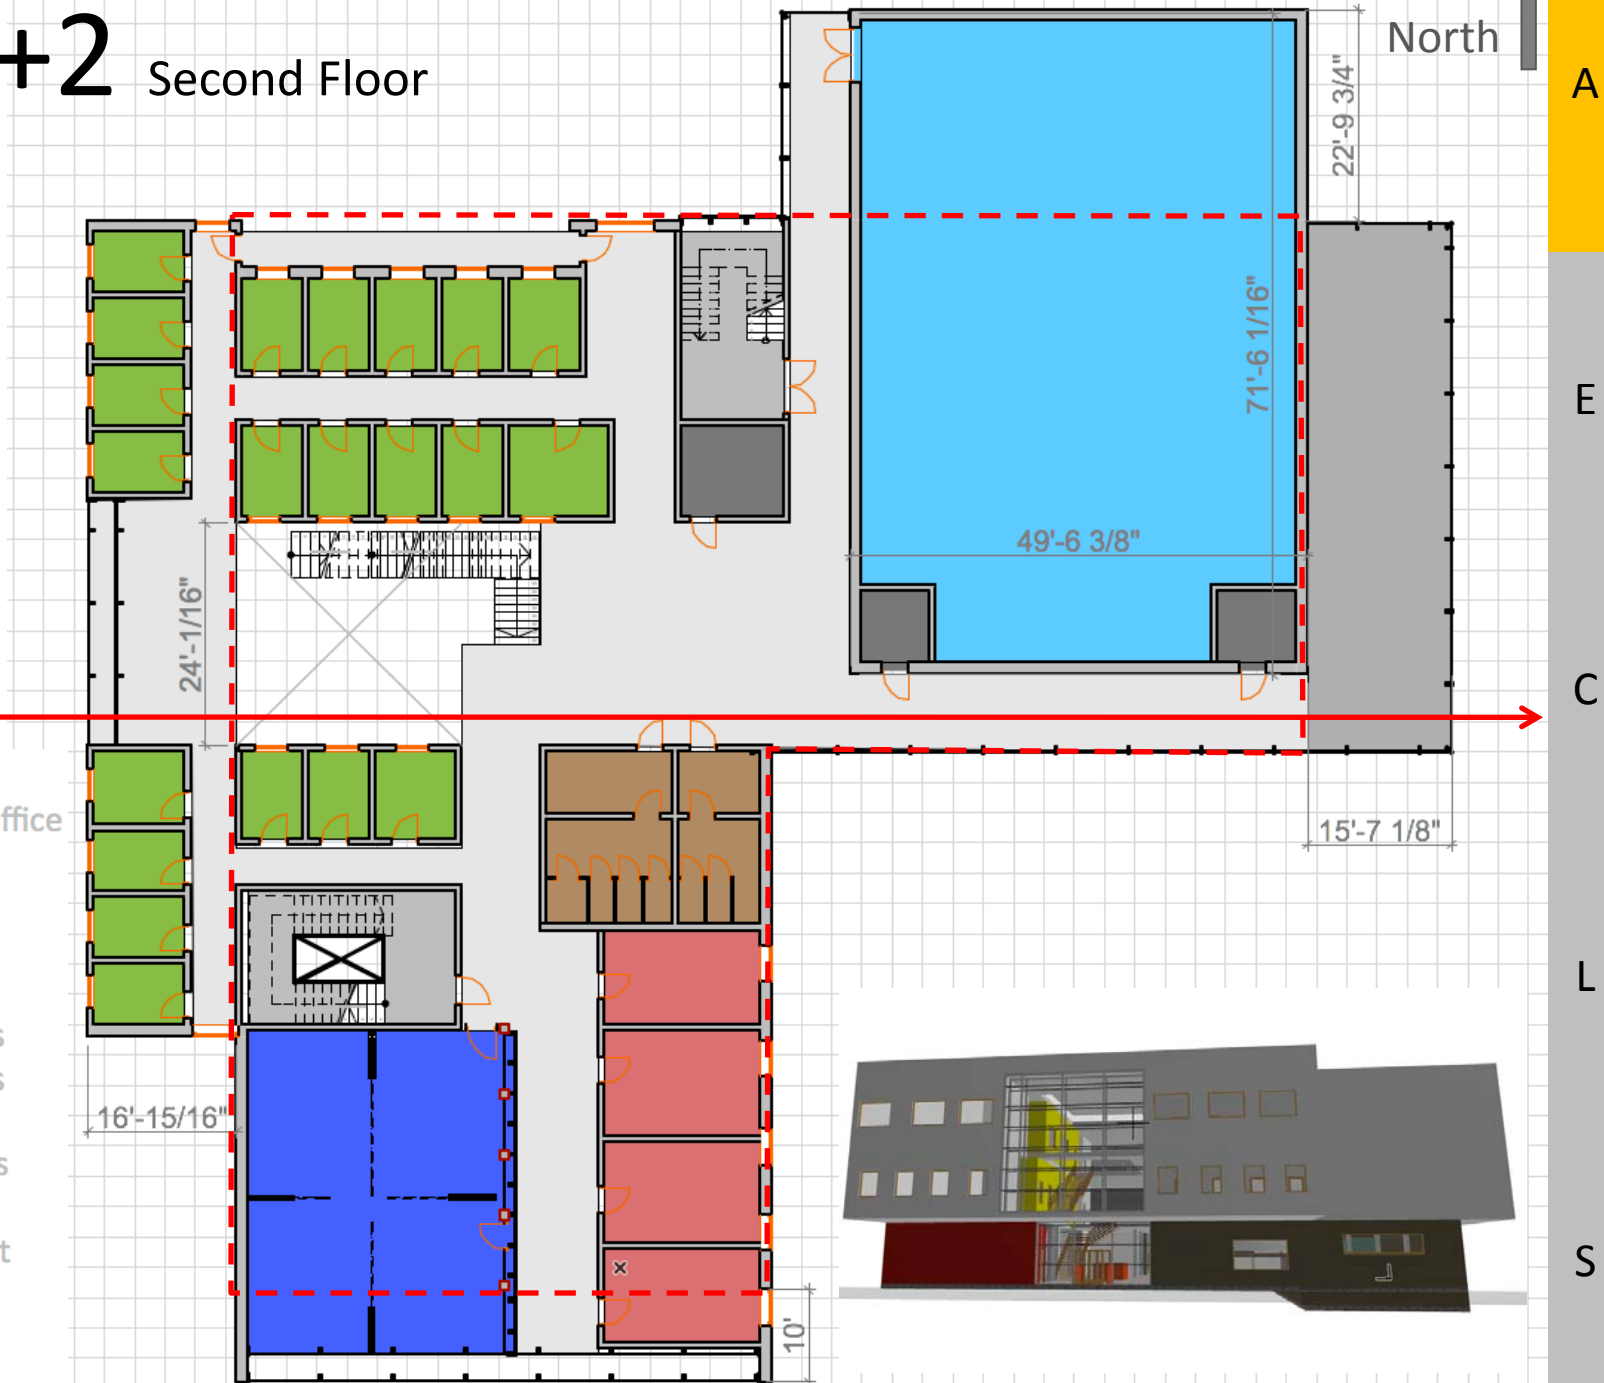 +2 Second Floor
North
A
22'-9 3/4"
71'-6 1/16"
E
49'-6 3/8"
24'-1/16"
C
ffice
15'-7 1/8"
L
s
s
16'-15/16"
s
t
S
10'